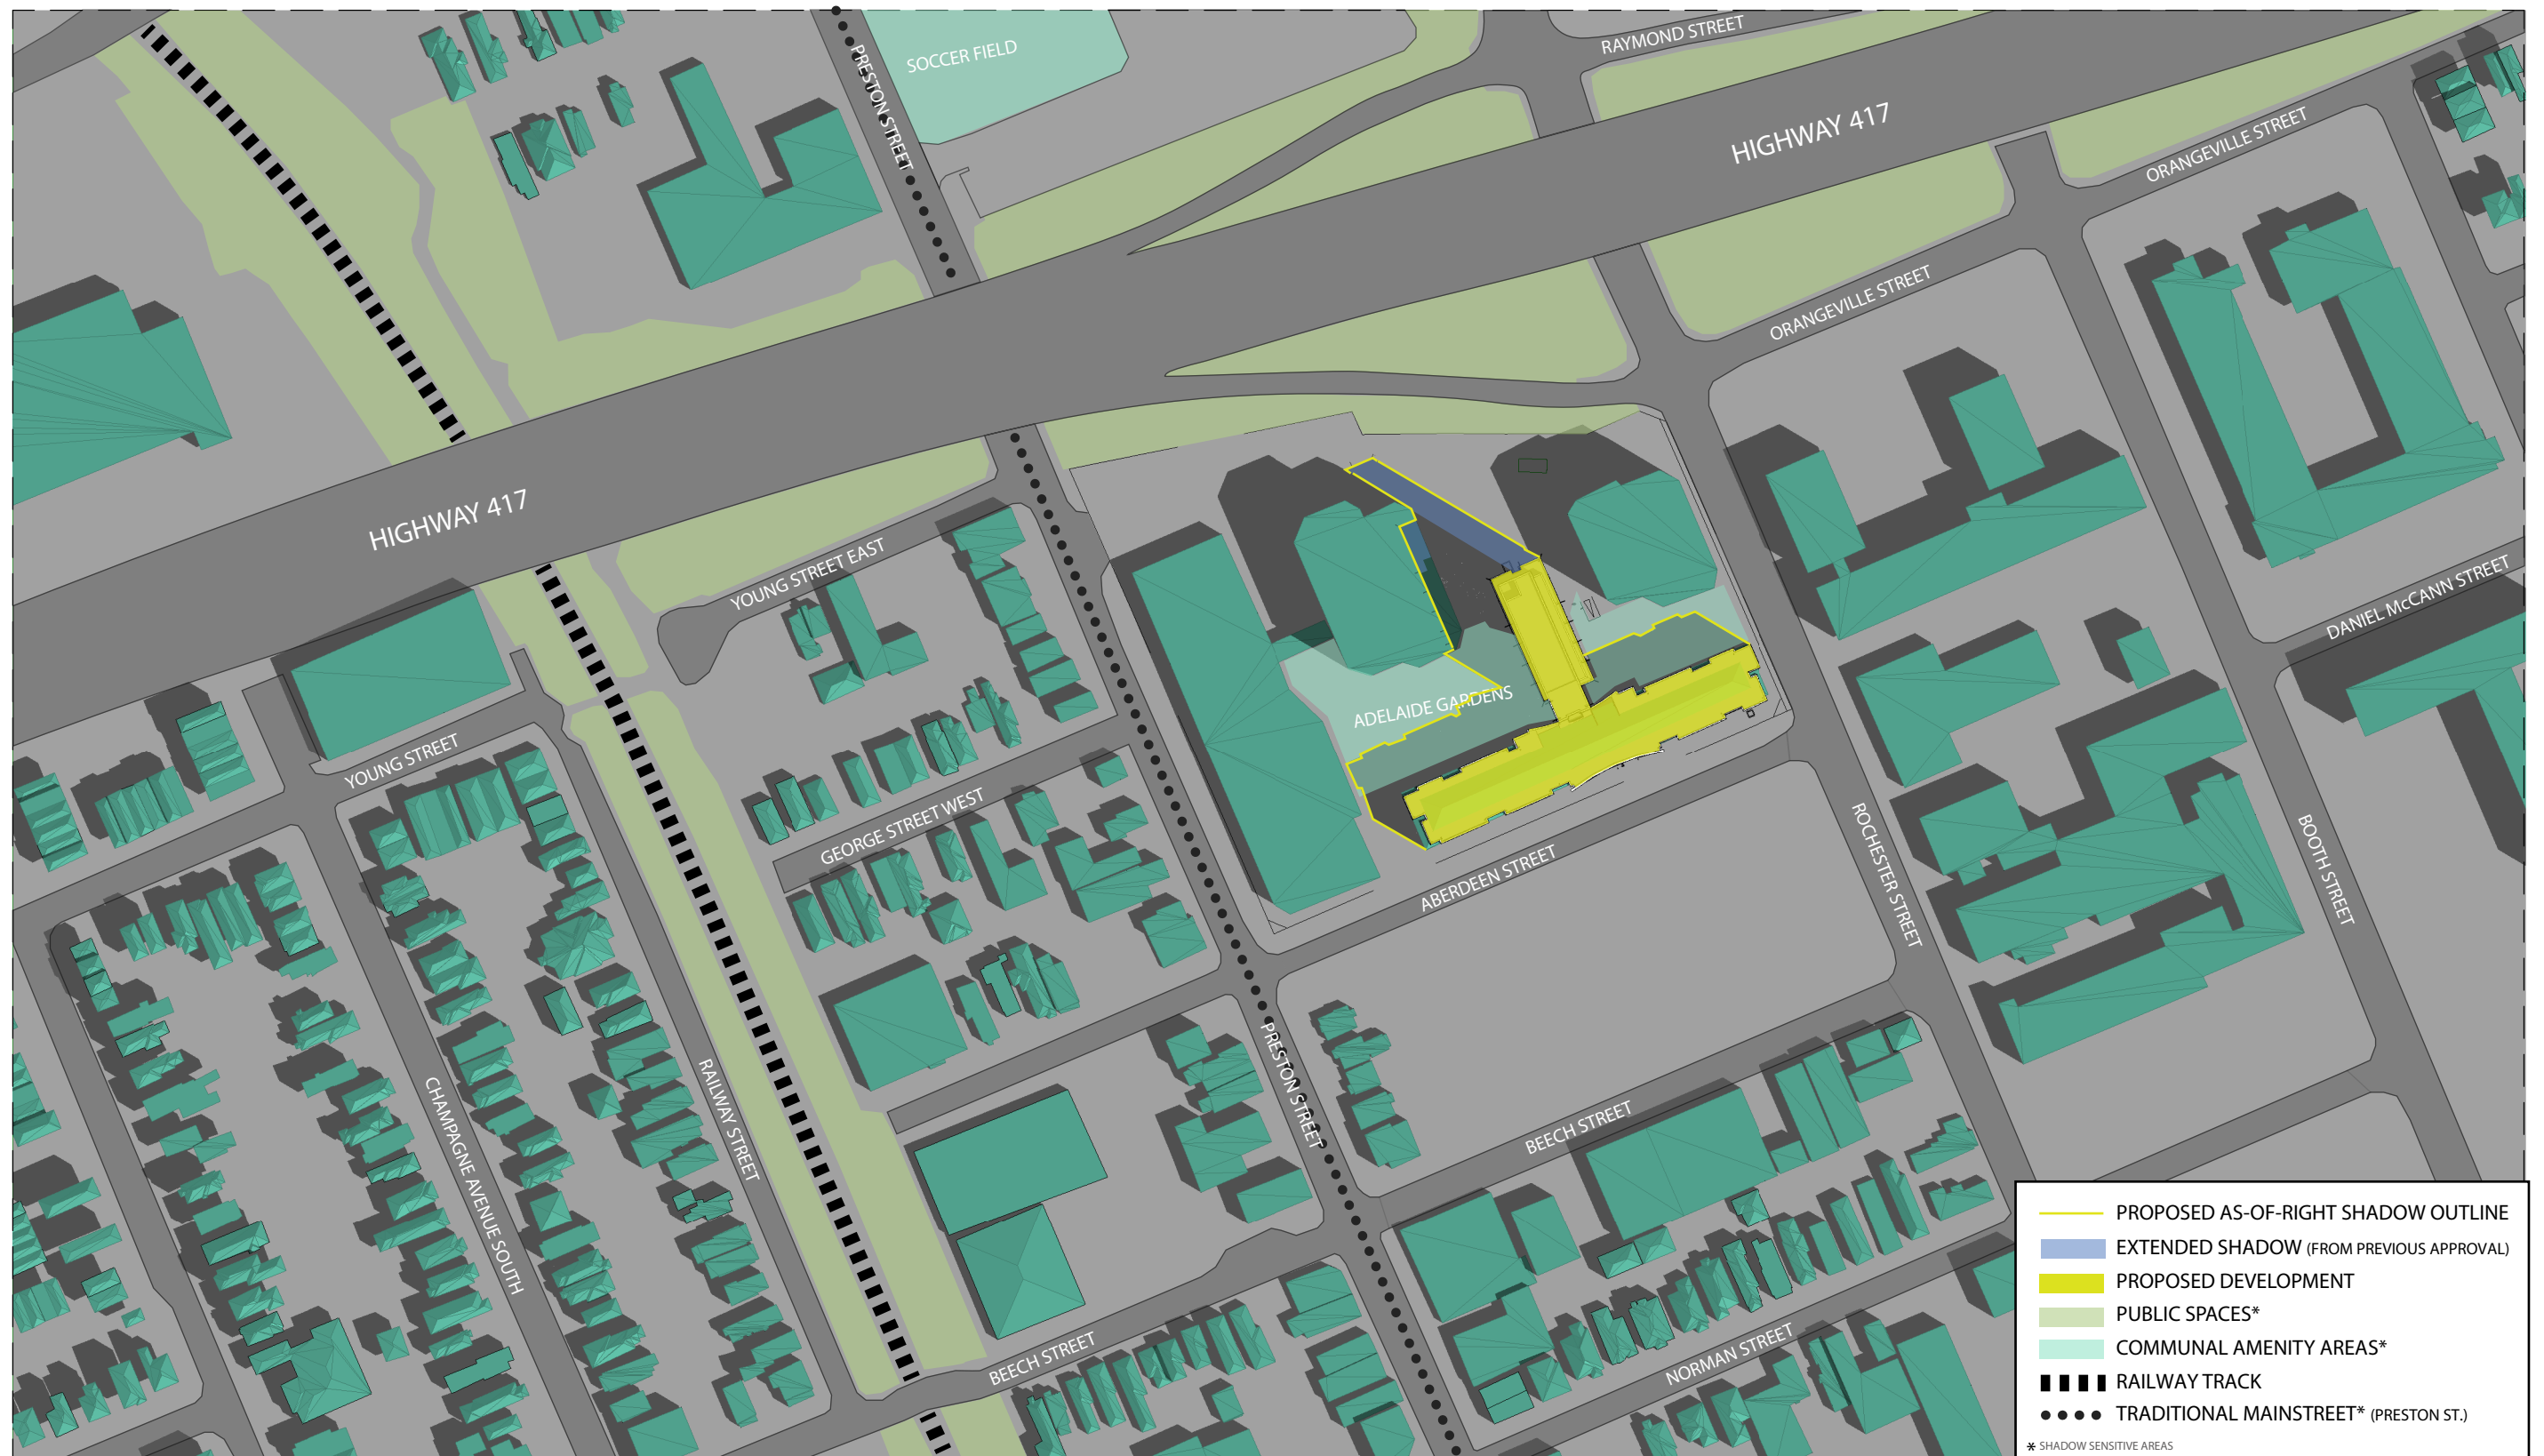 RAYMOND STREET
SOCCER FIELD
PRESTON STREET
HIGHWAY 417
ORANGEVILLE STREET
ORANGEVILLE STREET
HIGHWAY 417
YOUNG STREET EAST
DANIEL McCANN STREET
ADELAIDE GARDENS
YOUNG STREET
GEORGE STREET WEST
ROCHESTER STREET
BOOTH STREET
ABERDEEN STREET
PRESTON STREET
RAILWAY STREET
CHAMPAGNE AVENUE SOUTH
BEECH STREET
BEECH STREET
NORMAN STREET
PROPOSED AS-OF-RIGHT SHADOW OUTLINE
EXTENDED SHADOW (FROM PREVIOUS APPROVAL)
PROPOSED DEVELOPMENT
PUBLIC SPACES*
COMMUNAL AMENITY AREAS*
RAILWAY TRACK
TRADITIONAL MAINSTREET* (PRESTON ST.)
* SHADOW SENSITIVE AREAS